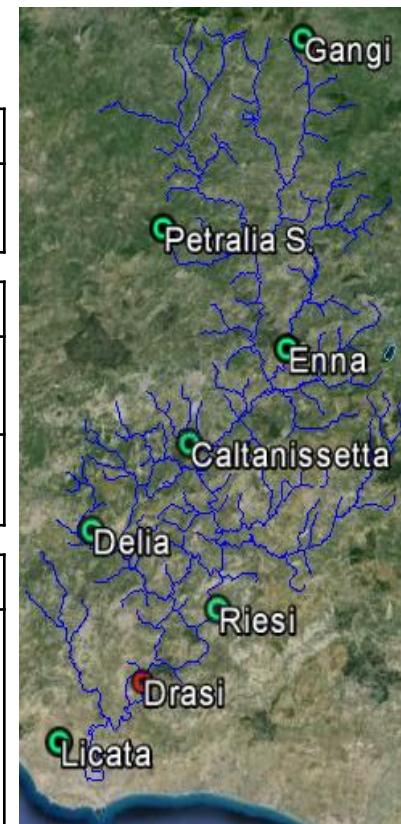 Gangi
Petralia S.
Enna
Caltanissetta
Delia
Riesi
Drasi
Licata